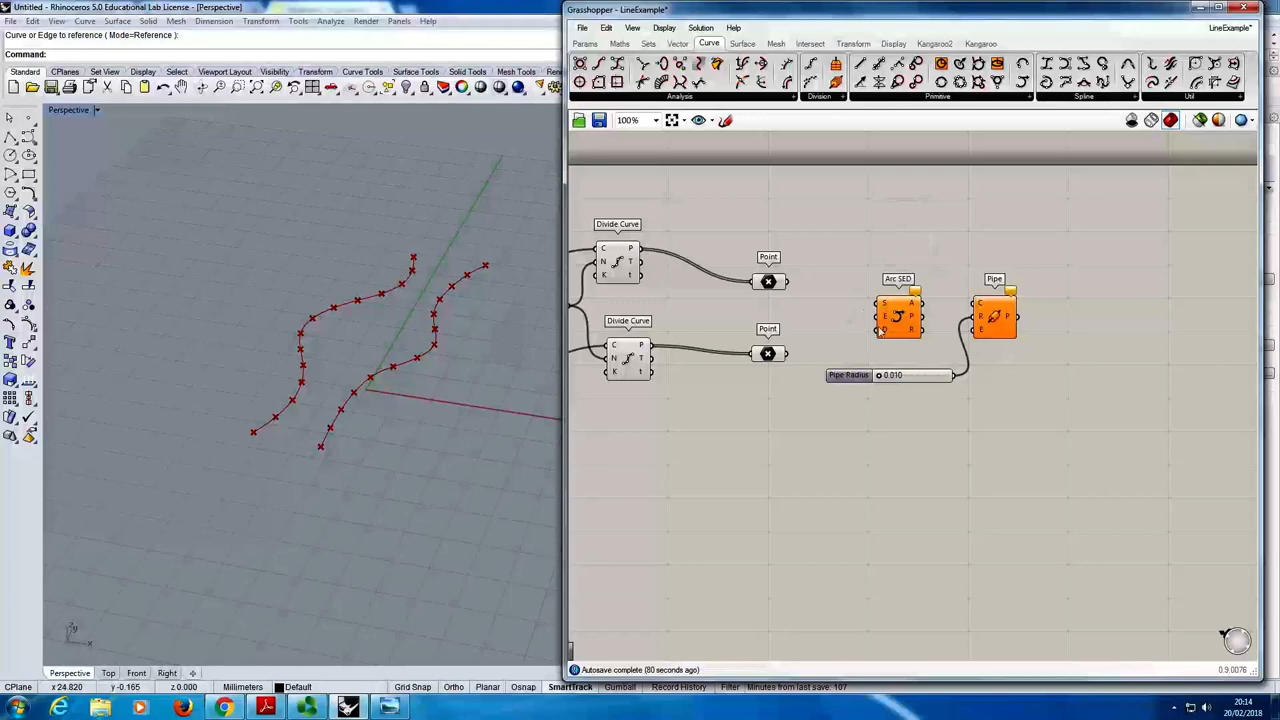 Untitled - Rhinoceros 5.0 Educational Lab License - [Perspective]
File Edit View Curve Surface Solid Mesh Dimension Transform Tools Analyze Render Panels Help
Curve or Edge to reference ( Mode=Reference ):
Command:
Standard CPlanes Set View Display Select Viewport Layout Visibility Transform Curve Tools Surface Tools Solid Tools Mesh Tools
Perspective
z y
x
Perspective Top Front Right
CPlane x 24.820 y -0.165 z 0.000 Millimeters Default Grid Snap Ortho Planar Osnap SmartTrack Gumball Record History Filter Minutes from last save: 107
Grasshopper - LineExample*
File Edit View Display Solution Help LineExample*
Params Maths Sets Vector Curve Surface Mesh Intersect Transform Display Kangaroo2 Kangaroo
Analysis Division Primitive Spline Util
100%
Divide Curve
C P
N T
K t
Point
Arc SED
S A
E P
R
Pipe
C
R P
E
Divide Curve
C P
N T
K t
Point
Pipe Radius 0.010
Autosave complete (80 seconds ago)
0.9.0076
20:14
20/02/2018